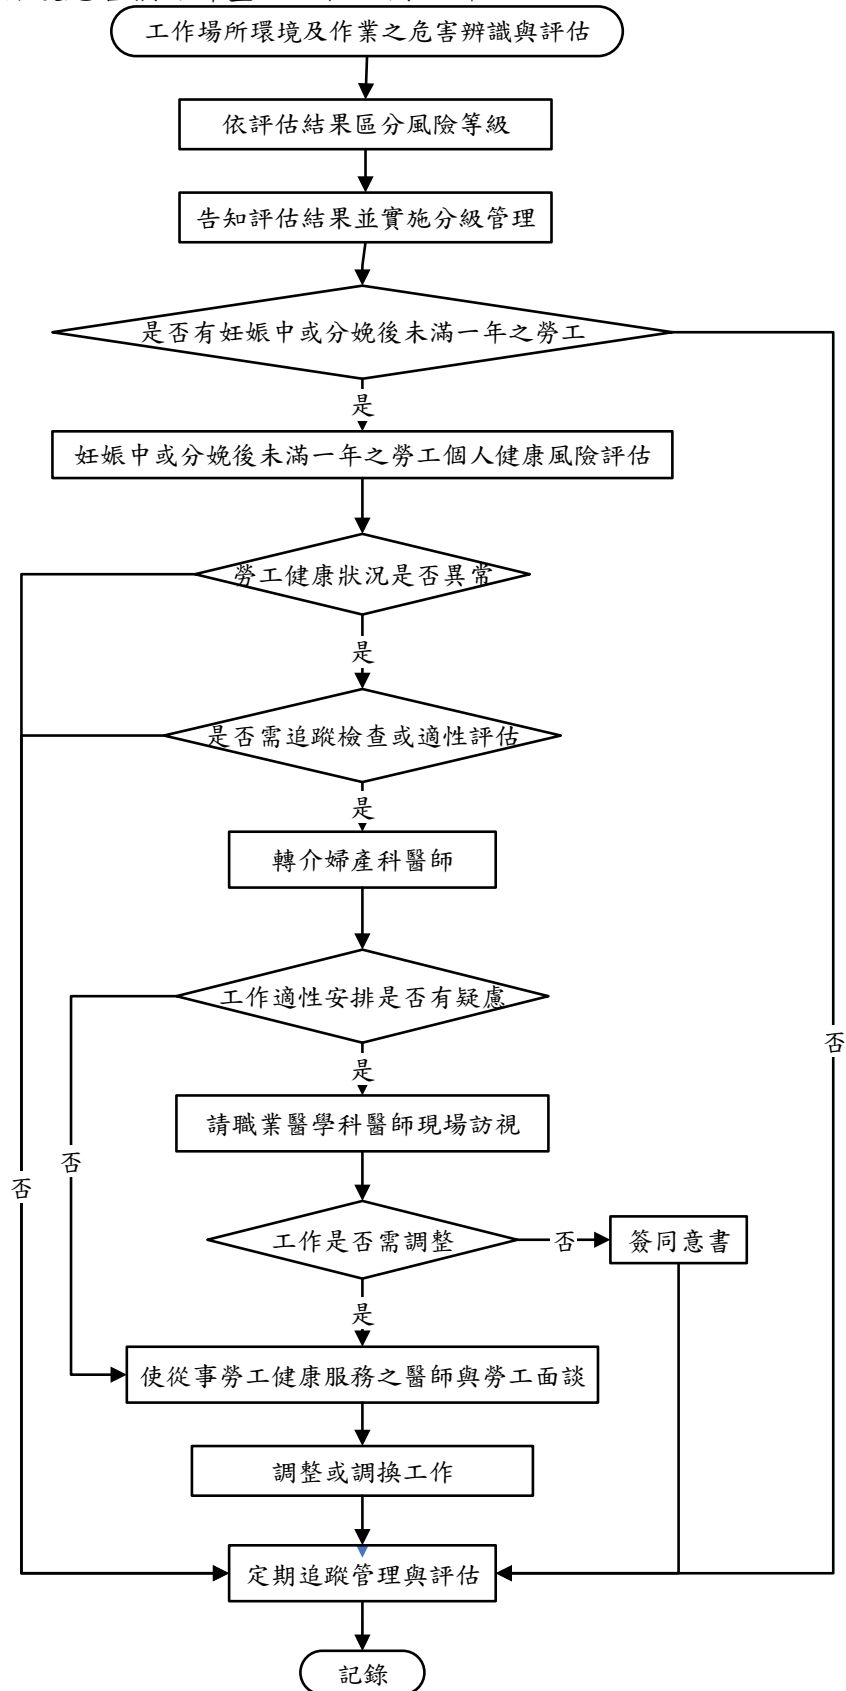 工作場所環境及作業之危害辨識與評估
依評估結果區分風險等級
告知評估結果並實施分級管理
是否有妊娠中或分娩後未滿一年之勞工
是
妊娠中或分娩後未滿一年之勞工個人健康風險評估
勞工健康狀況是否異常
是
是否需追蹤檢查或適性評估
是
轉介婦產科醫師
工作適性安排是否有疑慮
否
是
請職業醫學科醫師現場訪視
否
否
工作是否需調整
否
簽同意書
是
使從事勞工健康服務之醫師與勞工面談
調整或調換工作
定期追蹤管理與評估
記錄